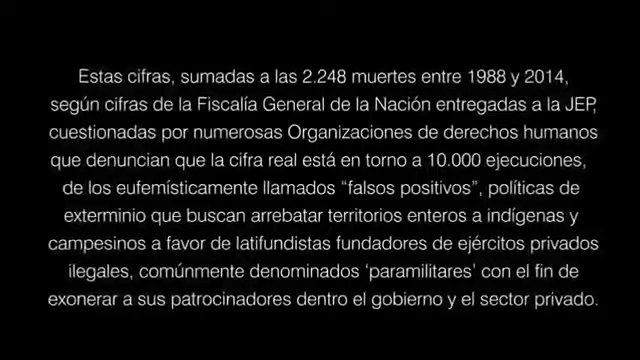 Estas cifras, sumadas a las 2.248 muertes entre 1988 y 2014,
según cifras de la Fiscalía General de la Nación entregadas a la JEP,
cuestionadas por numerosas Organizaciones de derechos humanos
que denuncian que la cifra real está en torno a 10.000 ejecuciones,
de los eufemísticamente llamados “falsos positivos”, políticas de
exterminio que buscan arrebatar territorios enteros a indígenas y
campesinos a favor de latifundistas fundadores de ejércitos privados
ilegales, comúnmente denominados ‘paramilitares’ con el fin de
exonerar a sus patrocinadores dentro el gobierno y el sector privado.